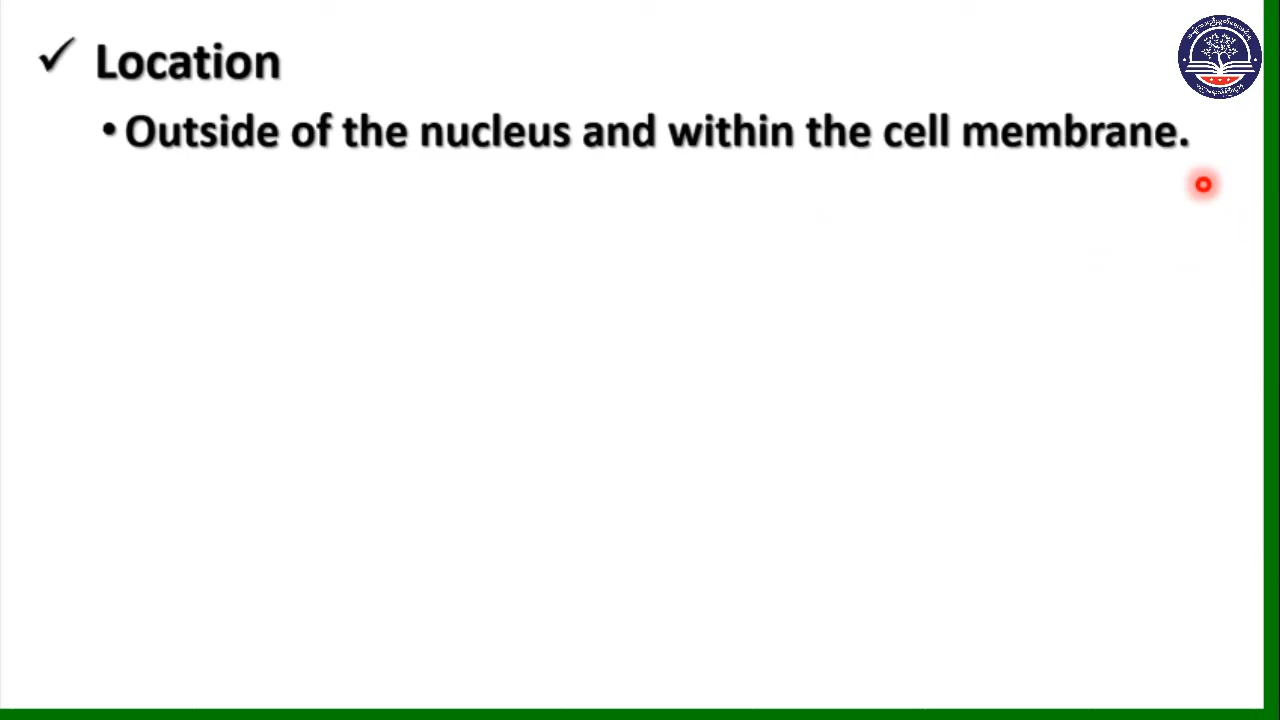 ✓ Location
• Outside of the nucleus and within the cell membrane.